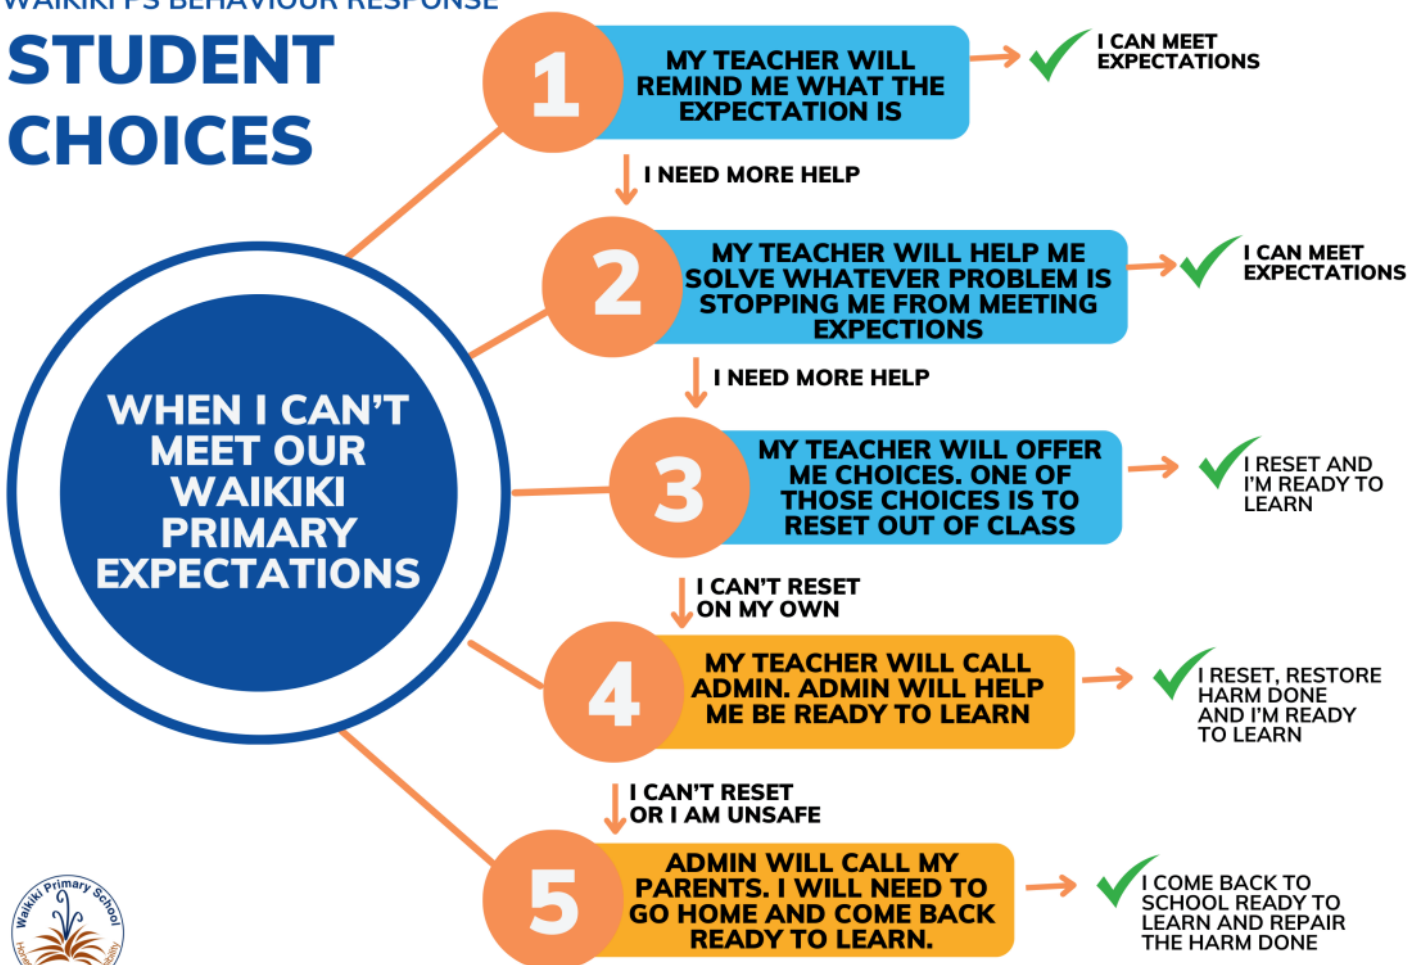 WAIKIKI PS BEHAVIOUR RESPONSE
STUDENT
CHOICES
WHEN I CAN'T
MEET OUR
WAIKIKI
PRIMARY
EXPECTATIONS
1
MY TEACHER WILL
REMIND ME WHAT THE
EXPECTATION IS
I CAN MEET
EXPECTATIONS
I NEED MORE HELP
2
MY TEACHER WILL HELP ME
SOLVE WHATEVER PROBLEM IS
STOPPING ME FROM MEETING
EXPECTIONS
I CAN MEET
EXPECTATIONS
I NEED MORE HELP
3
MY TEACHER WILL OFFER
ME CHOICES. ONE OF
THOSE CHOICES IS TO
RESET OUT OF CLASS
I RESET AND
I'M READY TO
LEARN
I CAN'T RESET
ON MY OWN
4
MY TEACHER WILL CALL
ADMIN. ADMIN WILL HELP
ME BE READY TO LEARN
I RESET, RESTORE
HARM DONE
AND I'M READY
TO LEARN
I CAN'T RESET
OR I AM UNSAFE
5
ADMIN WILL CALL MY
PARENTS. I WILL NEED TO
GO HOME AND COME BACK
READY TO LEARN.
I COME BACK TO
SCHOOL READY TO
LEARN AND REPAIR
THE HARM DONE
Waikiki Primary School